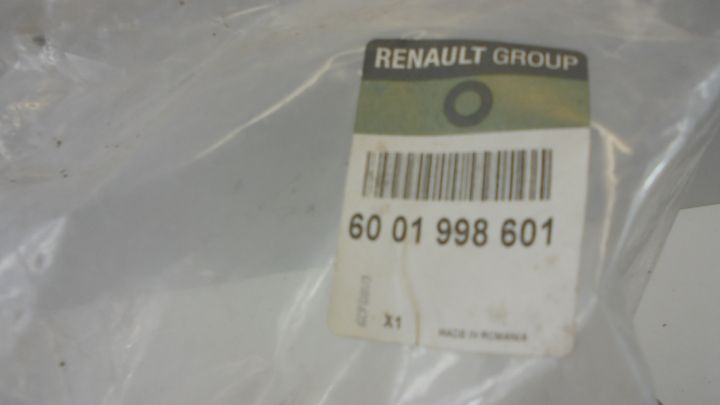 RENAULT GROUP
60 01 998 601
X1
MADE IN ROMANIA